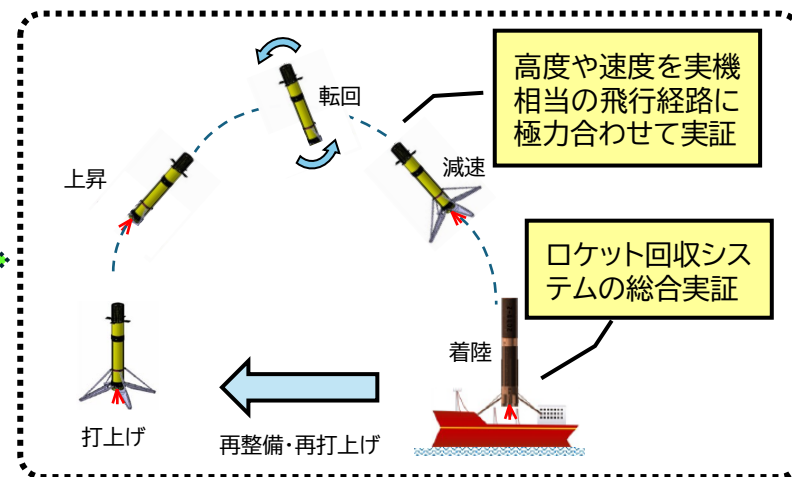 高度や速度を実機
相当の飛行経路に
極力合わせて実証
転回
上昇
減速
ロケット回収シス
テムの総合実証
着陸
打上げ
再整備・再打上げ